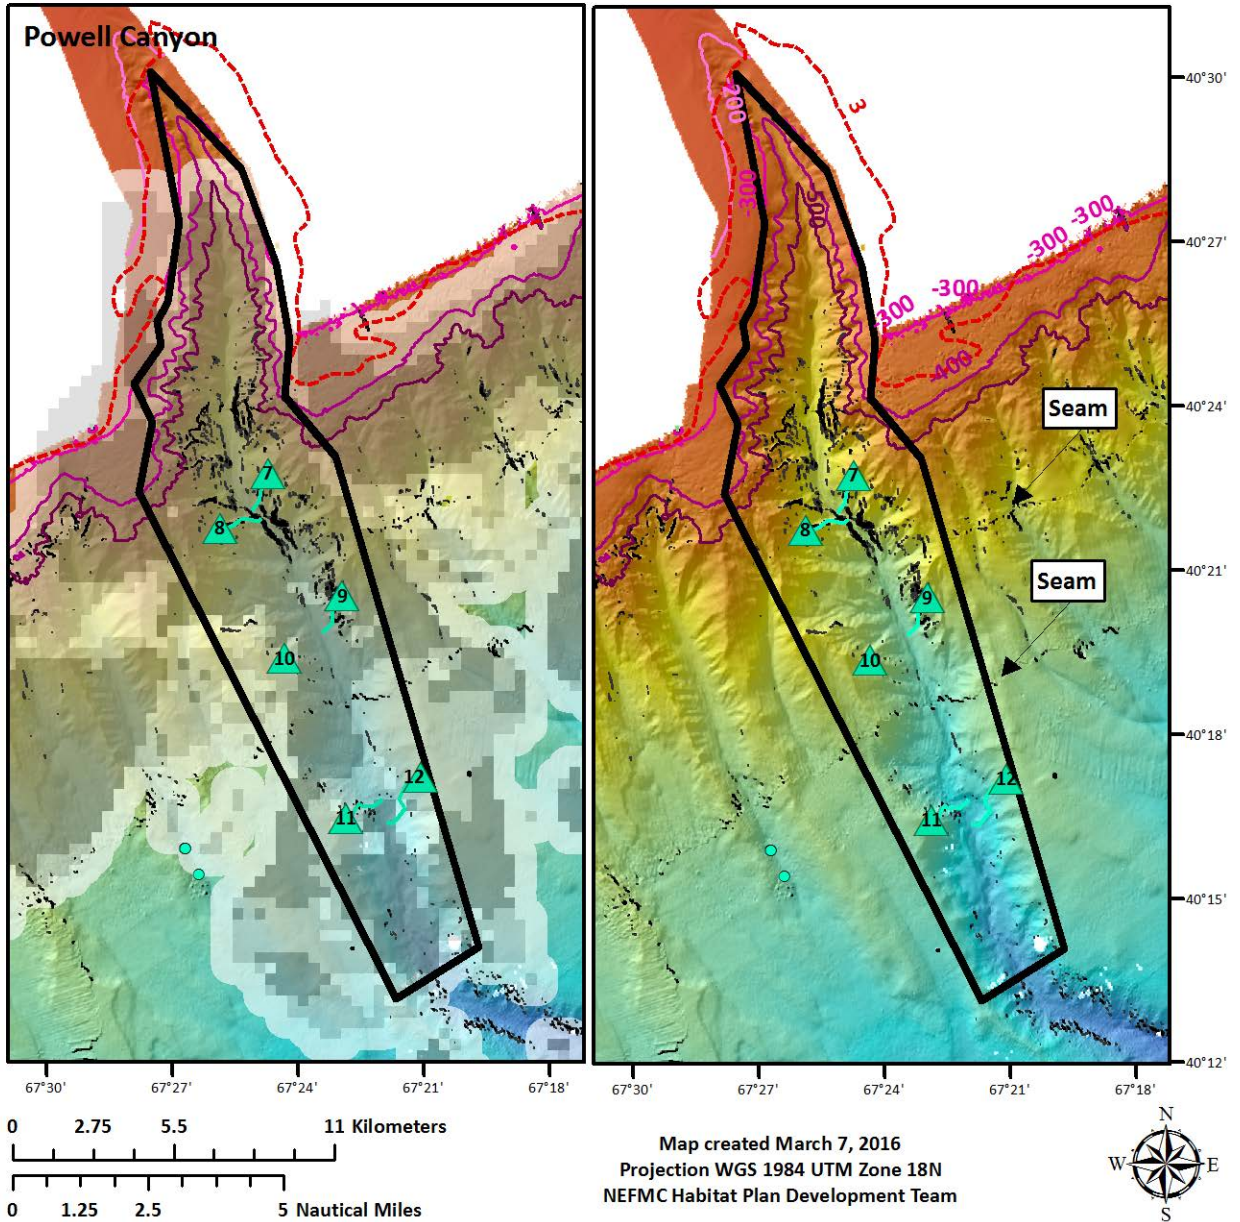 Powell Canyon
7
8
9
10
12
11
-200
3
-300
500
-300
-300
-300
-300
-400
Seam
Seam
7
8
9
10
12
11
40°30'
40°27'
40°24'
40°21'
40°18'
40°15'
40°12'
67°30' 67°27' 67°24' 67°21' 67°18'
67°30' 67°27' 67°24' 67°21' 67°18'
0 2.75 5.5 11 Kilometers
0 1.25 2.5 5 Nautical Miles
Map created March 7, 2016
Projection WGS 1984 UTM Zone 18N
NEFMC Habitat Plan Development Team
N
W E
S